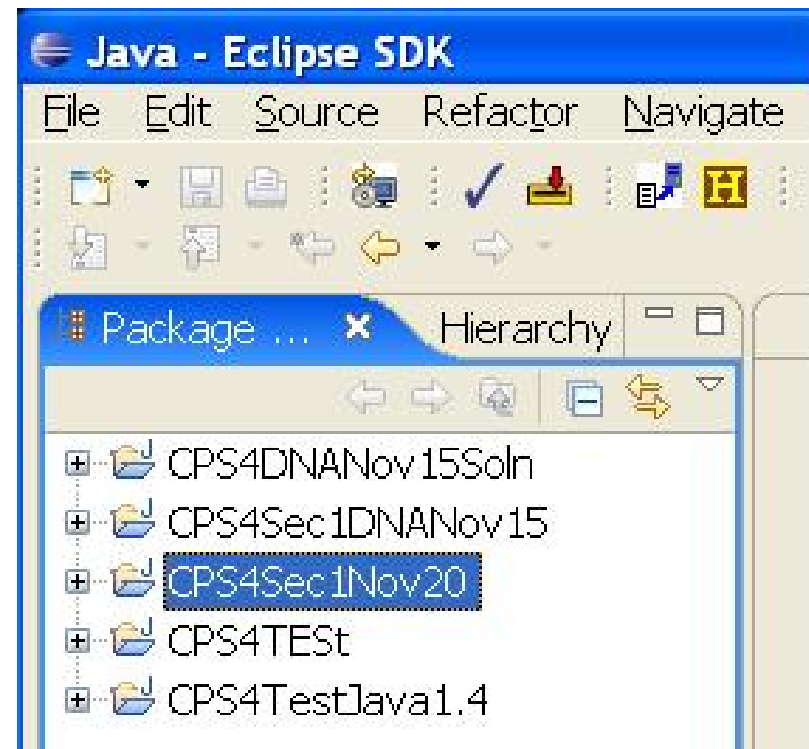 Java - Eclipse SDK
File Edit Source Refactor Navigate
H
Package ... Hierarchy
CPS4DNANov15Soln
CPS4Sec1DNANov15
CPS4Sec1Nov20
CPS4TESt
CPS4TestJava1.4